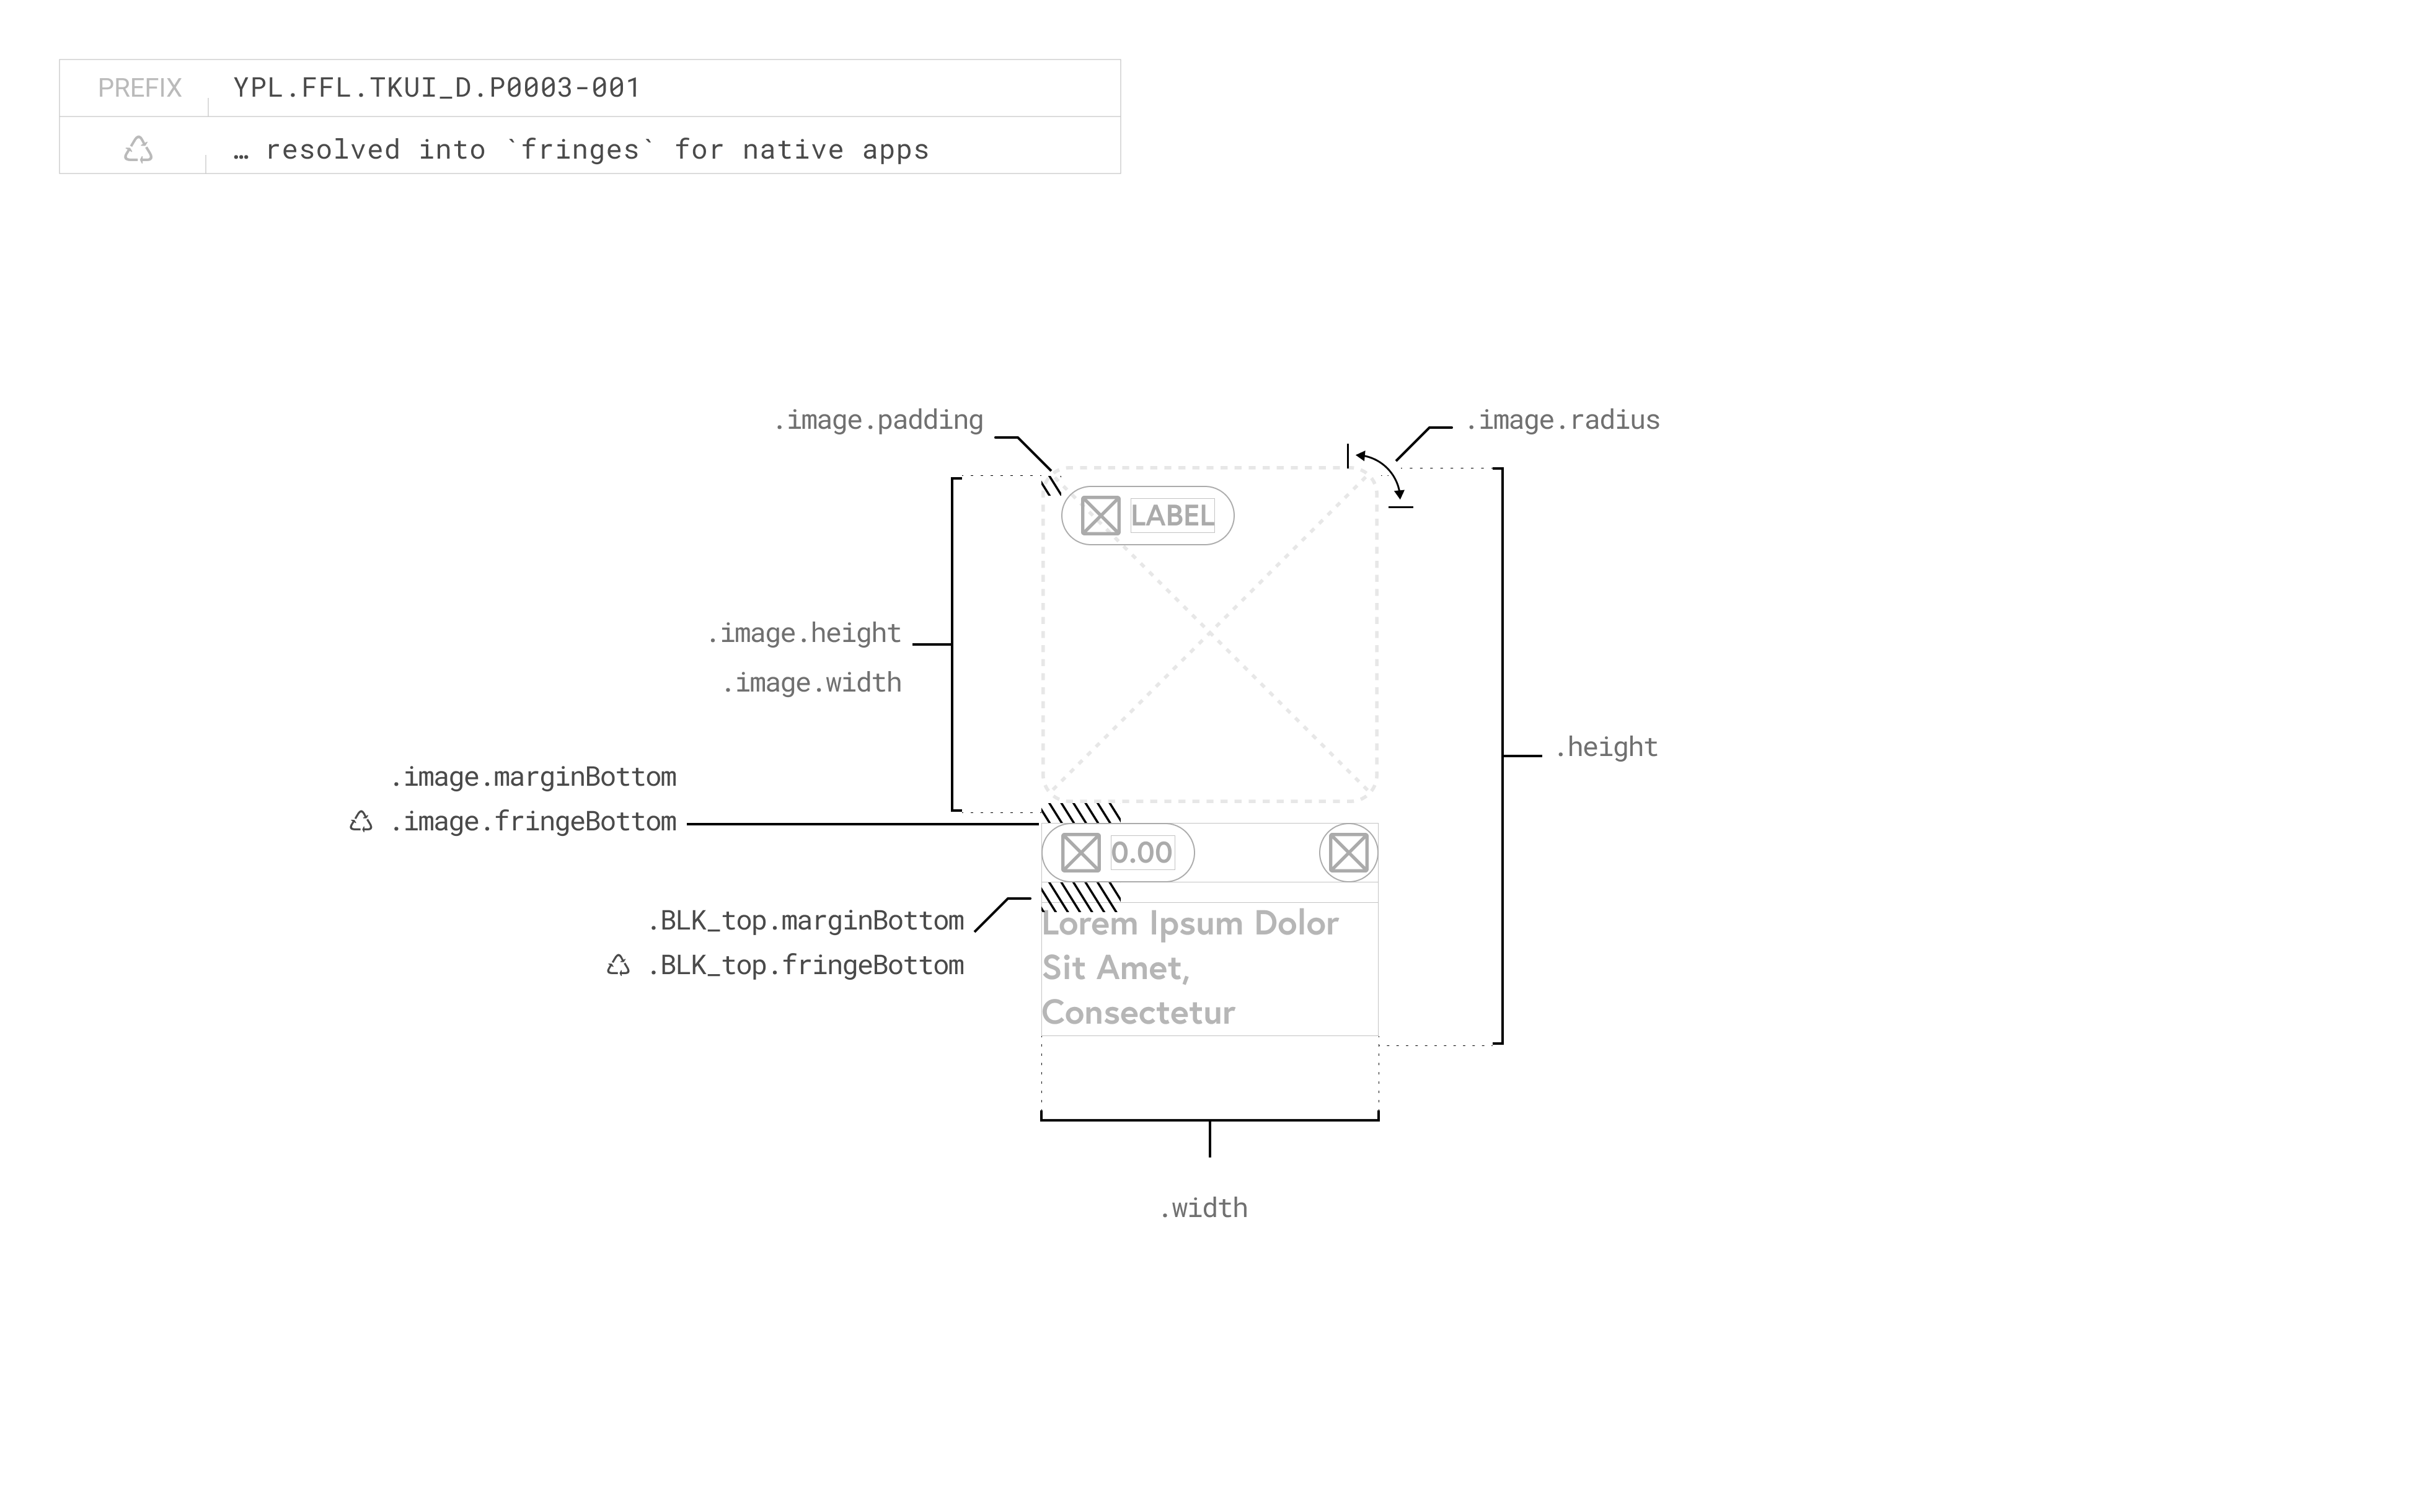 PREFIX YPL.FFL.TKUI_D.P0003-001
… resolved into `fringes` for native apps
.image.padding
.image.radius
LABEL
.image.height
.image.width
.height
.image.marginBottom
.image.fringeBottom
0.00
.BLK_top.marginBottom
.BLK_top.fringeBottom
Lorem Ipsum Dolor
Sit Amet,
Consectetur
.width